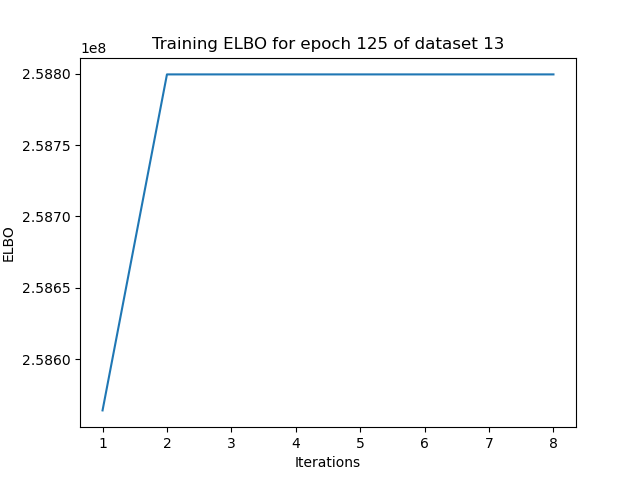 Training ELBO for epoch 125 of dataset 13
1e8
2.5880
2.5875
2.5870
2.5865
2.5860
ELBO
1 2 3 4 5 6 7 8
Iterations